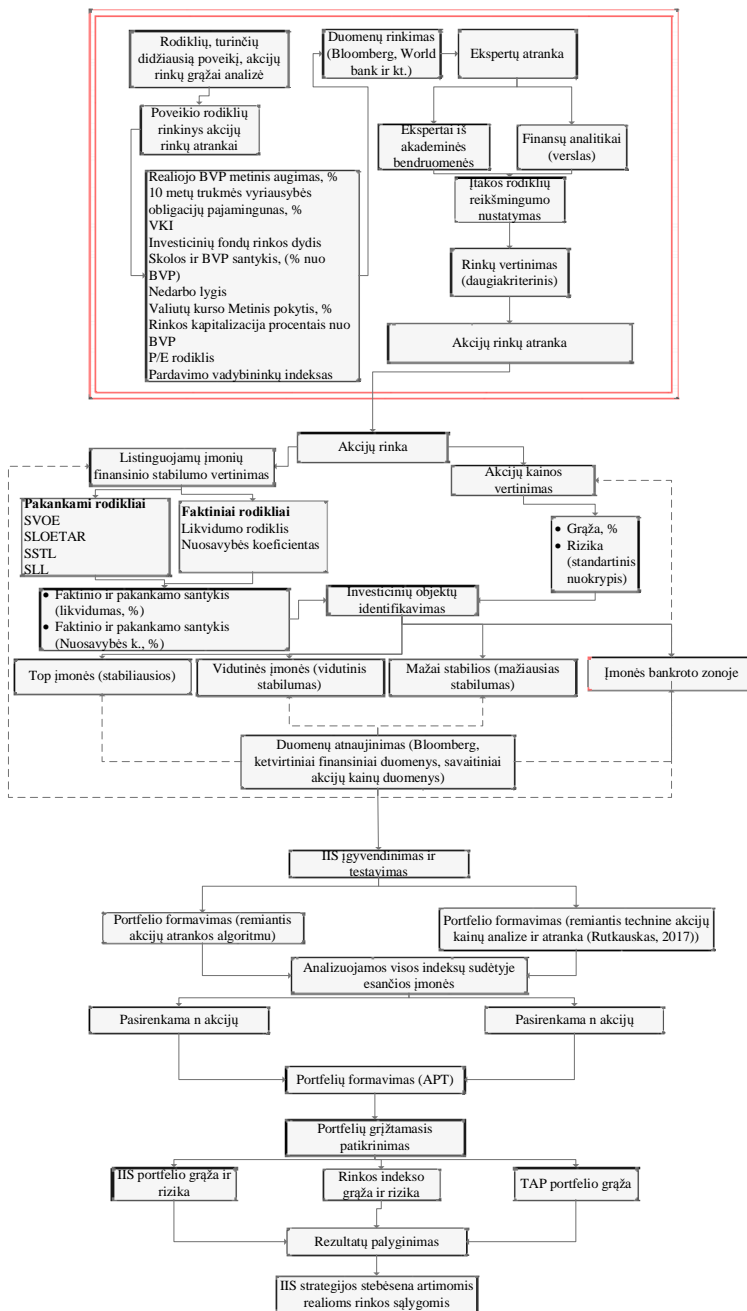 Rodiklių, turinčių
didžiausią poveikį, akcijų
rinkų grąžai analizė
Poveikio rodiklių
rinkinys akcijų
rinkų atrankai
Realiojo BVP metinis augimas, %
10 metų trukmės vyriausybės
obligacijų pajamingunas, %
VKI
Investicinių fondų rinkos dydis
Skolos ir BVP santykis, (% nuo
BVP)
Nedarbo lygis
Valiutų kurso Metinis pokytis, %
Rinkos kapitalizacija procentais nuo
BVP
P/E rodiklis
Pardavimo vadybininkų indeksas
Duomenų rinkimas
(Bloomberg, World
bank ir kt.)
Ekspertų atranka
Ekspertai iš
akademinės
bendruomenės
Finansų analitikai
(verslas)
Įtakos rodiklių
reikšmingumo
nustatymas
Rinkų vertinimas
(daugiakriterinis)
Akcijų rinkų atranka
Akcijų rinka
Listinguojamų įmonių
finansinio stabilumo vertinimas
Akcijų kainos
vertinimas
Pakankami rodikliai
SVOE
SLOETAR
SSTL
SLL
Faktiniai rodikliai
Likvidumo rodiklis
Nuosavybės koeficientas
• Grąža, %
• Rizika
(standartinis
nuokrypis)
• Faktinio ir pakankamo santykis
(likvidumas, %)
• Faktinio ir pakankamo santykis
(Nuosavybės k., %)
Investicinių objektų
identifikavimas
Top įmonės (stabiliausios)
Vidutinės įmonės (vidutinis
stabilumas)
Mažai stabilios (mažiausias
stabilumas)
Įmonės bankroto zonoje
Duomenų atnaujinimas (Bloomberg,
ketvirtiniai finansiniai duomenys, savaitiniai
akcijų kainų duomenys)
IIS įgyvendinimas ir
testavimas
Portfelio formavimas (remiantis
akcijų atrankos algoritmu)
Portfelio formavimas (remiantis technine akcijų
kainų analize ir atranka (Rutkauskas, 2017))
Analizuojamos visos indeksų sudėtyje
esančios įmonės
Pasirenkama n akcijų
Pasirenkama n akcijų
Portfelių formavimas (APT)
Portfelių grįžtamasis
patikrinimas
IIS portfelio grąža ir
rizika
Rinkos indekso
grąža ir rizika
TAP portfelio grąža
Rezultatų palyginimas
IIS strategijos stebėsena artimomis
realioms rinkos sąlygomis